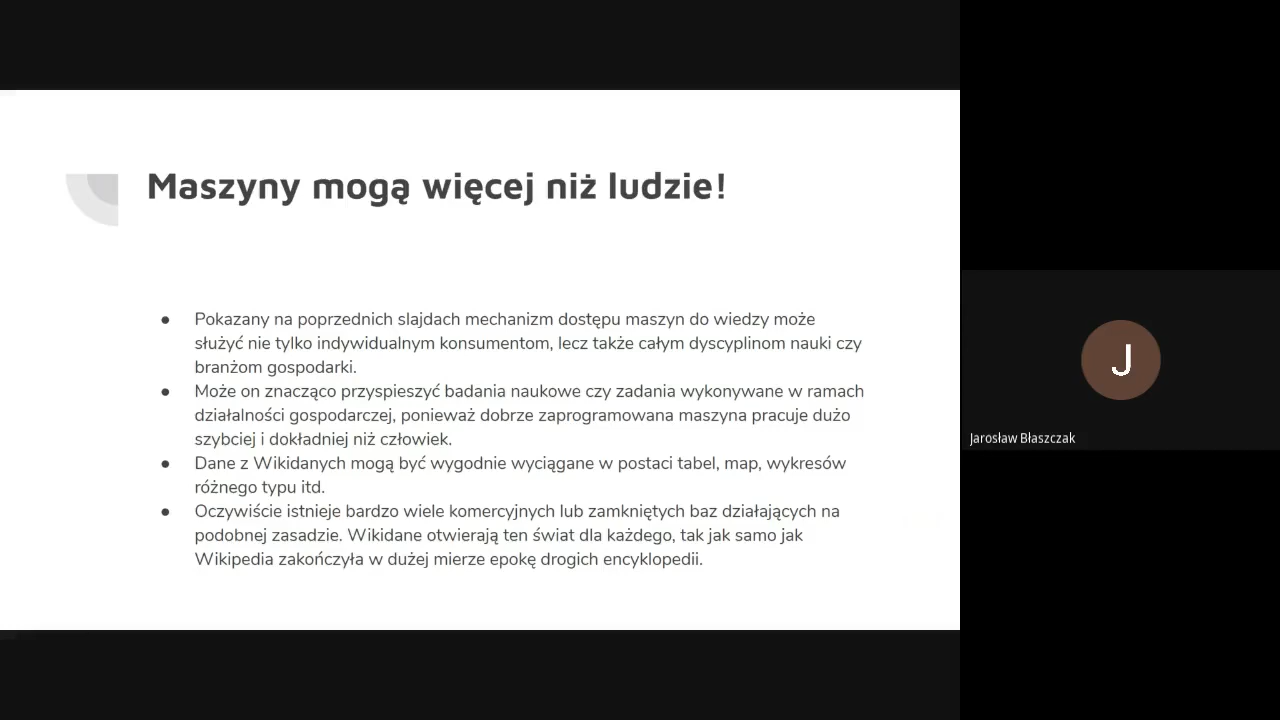 Maszyny mogą więcej niż ludzie!
● Pokazany na poprzednich slajdach mechanizm dostępu maszyn do wiedzy może
służyć nie tylko indywidualnym konsumentom, lecz także całym dyscyplinom nauki czy
branżom gospodarki.
● Może on znacząco przyspieszyć badania naukowe czy zadania wykonywane w ramach
działalności gospodarczej, ponieważ dobrze zaprogramowana maszyna pracuje dużo
szybciej i dokładniej niż człowiek.
● Dane z Wikidanych mogą być wygodnie wyciągane w postaci tabel, map, wykresów
różnego typu itd.
● Oczywiście istnieje bardzo wiele komercyjnych lub zamkniętych baz działających na
podobnej zasadzie. Wikidane otwierają ten świat dla każdego, tak jak samo jak
Wikipedia zakończyła w dużej mierze epokę drogich encyklopedii.
J
Jarosław Błaszczak